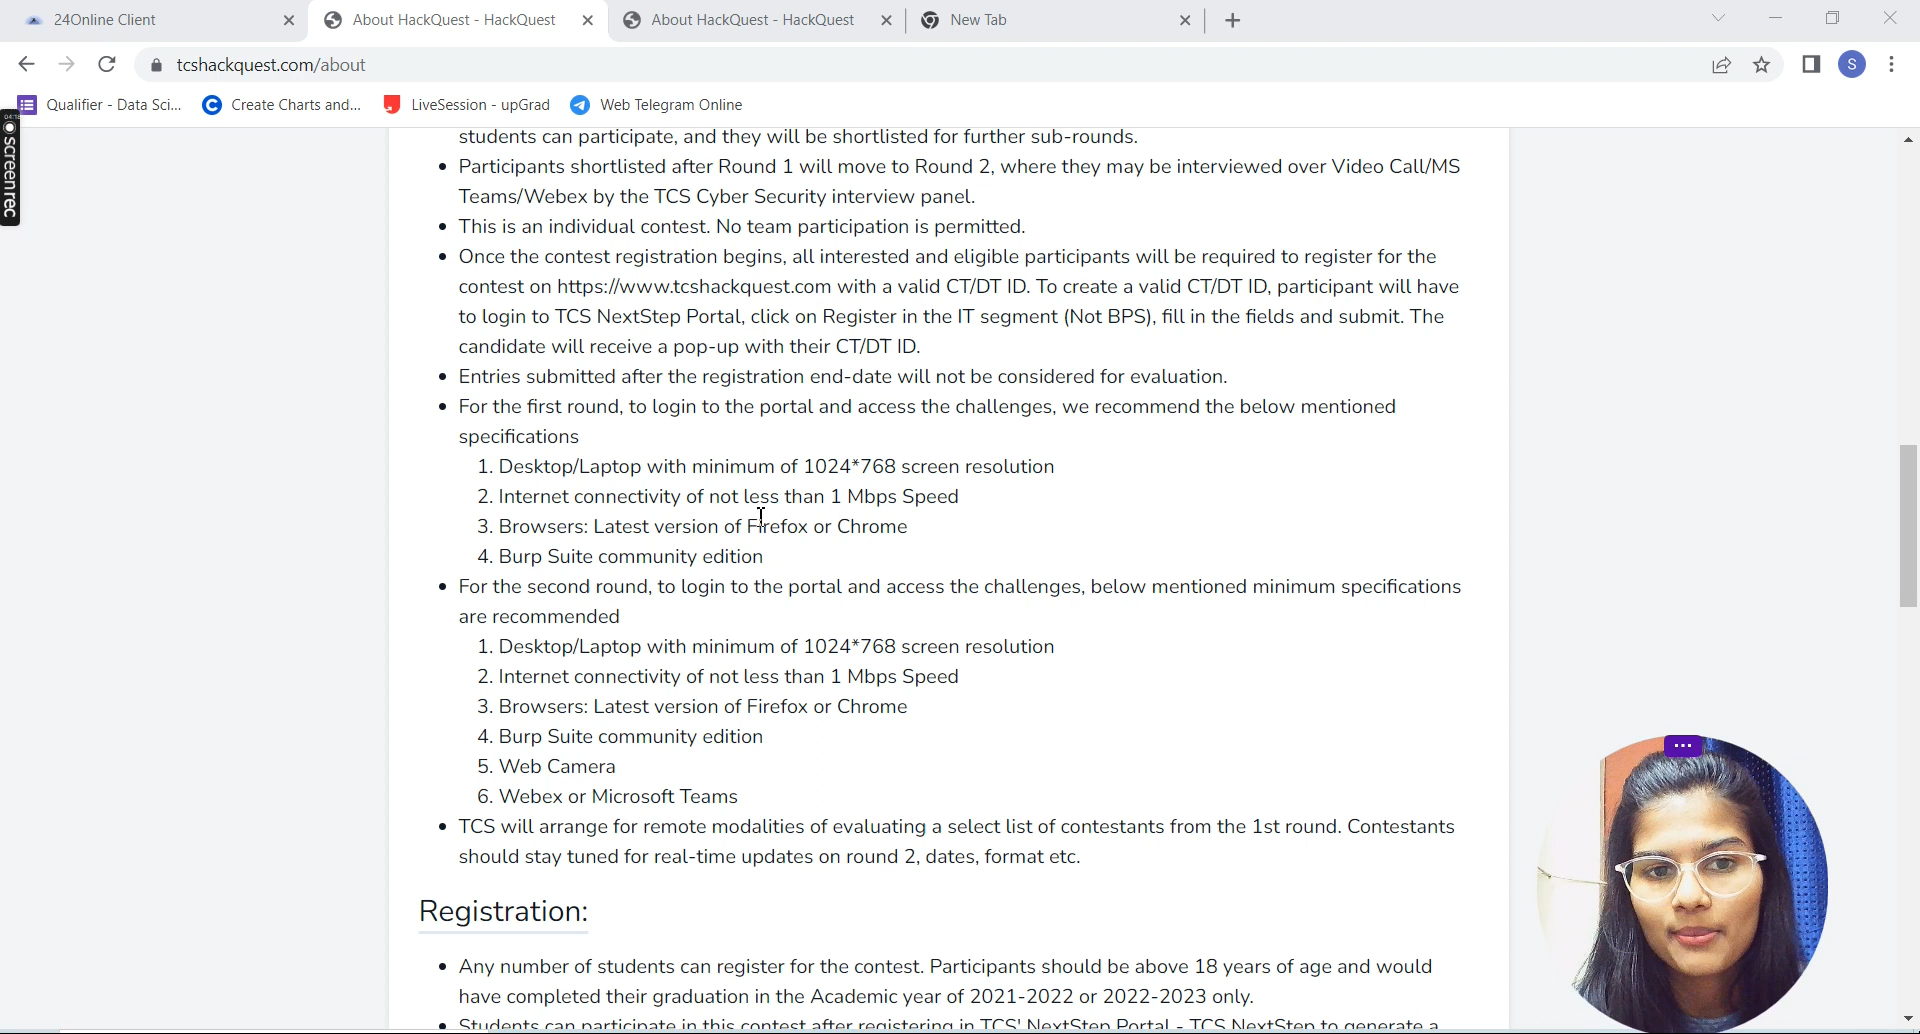 24Online Client
About HackQuest - HackQuest
About HackQuest - HackQuest
New Tab
tcshackquest.com/about
S
Qualifier - Data Sci...
Create Charts and...
LiveSession - upGrad
Web Telegram Online
screenrec
students can participate, and they will be shortlisted for further sub-rounds.
• Participants shortlisted after Round 1 will move to Round 2, where they may be interviewed over Video Call/MS
Teams/Webex by the TCS Cyber Security interview panel.
• This is an individual contest. No team participation is permitted.
• Once the contest registration begins, all interested and eligible participants will be required to register for the
contest on https://www.tcshackquest.com with a valid CT/DT ID. To create a valid CT/DT ID, participant will have
to login to TCS NextStep Portal, click on Register in the IT segment (Not BPS), fill in the fields and submit. The
candidate will receive a pop-up with their CT/DT ID.
• Entries submitted after the registration end-date will not be considered for evaluation.
• For the first round, to login to the portal and access the challenges, we recommend the below mentioned
specifications
1. Desktop/Laptop with minimum of 1024*768 screen resolution
2. Internet connectivity of not less than 1 Mbps Speed
3. Browsers: Latest version of Firefox or Chrome
4. Burp Suite community edition
• For the second round, to login to the portal and access the challenges, below mentioned minimum specifications
are recommended
1. Desktop/Laptop with minimum of 1024*768 screen resolution
2. Internet connectivity of not less than 1 Mbps Speed
3. Browsers: Latest version of Firefox or Chrome
4. Burp Suite community edition
5. Web Camera
6. Webex or Microsoft Teams
• TCS will arrange for remote modalities of evaluating a select list of contestants from the 1st round. Contestants
should stay tuned for real-time updates on round 2, dates, format etc.
Registration:
• Any number of students can register for the contest. Participants should be above 18 years of age and would
have completed their graduation in the Academic year of 2021-2022 or 2022-2023 only.
• Students can participate in this contest after registering in TCS' NextStep Portal - TCS NextStep to generate a